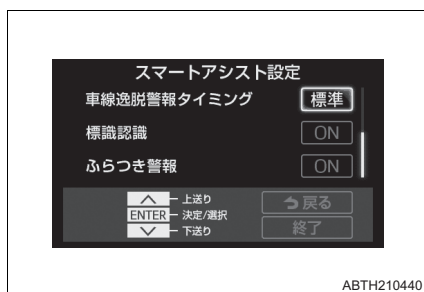 スマートアシスト設定
車線逸脱警報タイミング 標準
標識認識 ON
ふらつき警報 ON
上送り
ENTER 決定/選択
下送り
戻る
終了
ABTH210440